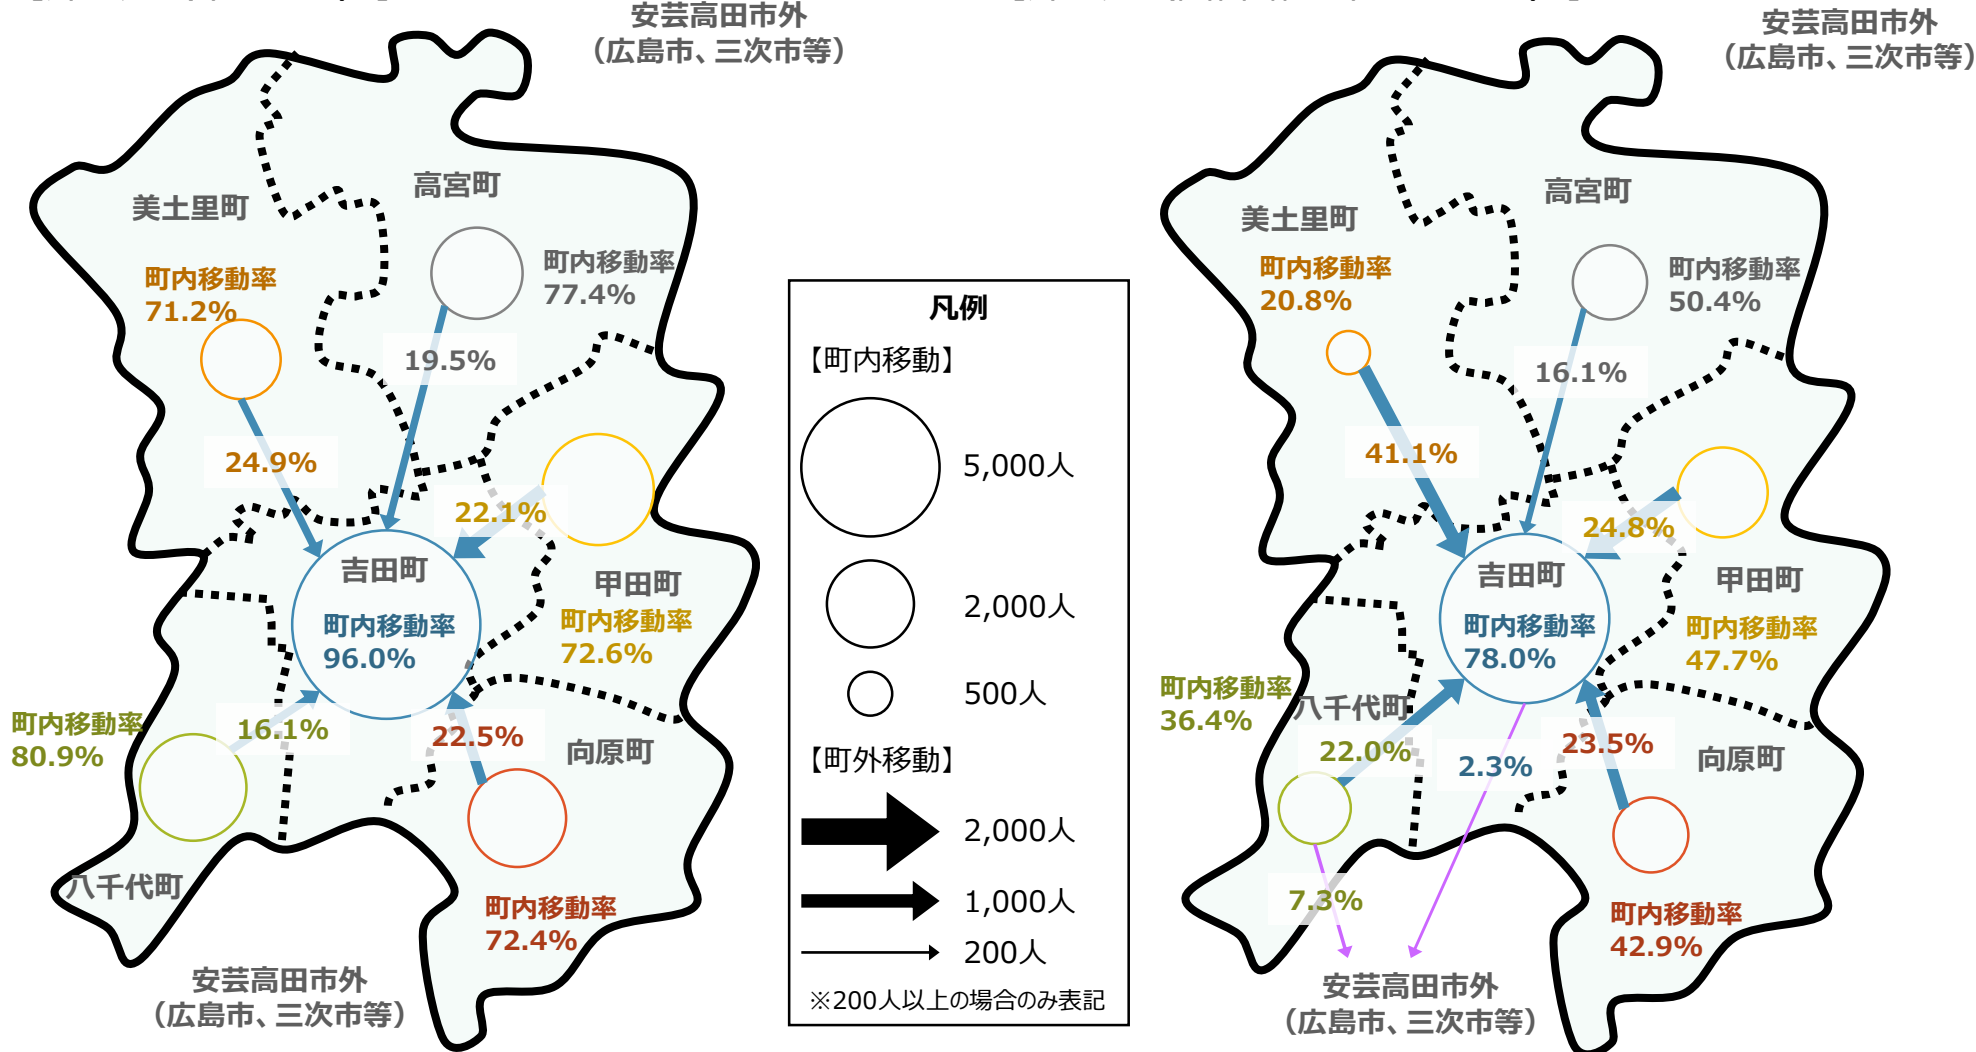 安芸高田市外
（広島市、三次市等）
高宮町
美土里町
町内移動率
77.4%
町内移動率
71.2%
19.5%
24.9%
22.1%
吉田町
町内移動率
96.0%
甲田町
町内移動率
72.6%
町内移動率
80.9%
16.1%
22.5%
向原町
八千代町
町内移動率
72.4%
安芸高田市外
（広島市、三次市等）
凡例
【町内移動】
5,000人
2,000人
500人
【町外移動】
2,000人
1,000人
200人
※200人以上の場合のみ表記
安芸高田市外
（広島市、三次市等）
高宮町
美土里町
町内移動率
20.8%
町内移動率
50.4%
16.1%
41.1%
24.8%
吉田町
町内移動率
78.0%
甲田町
町内移動率
47.7%
町内移動率
36.4%
八千代町
22.0%
2.3%
23.5%
向原町
7.3%
町内移動率
42.9%
安芸高田市外
（広島市、三次市等）